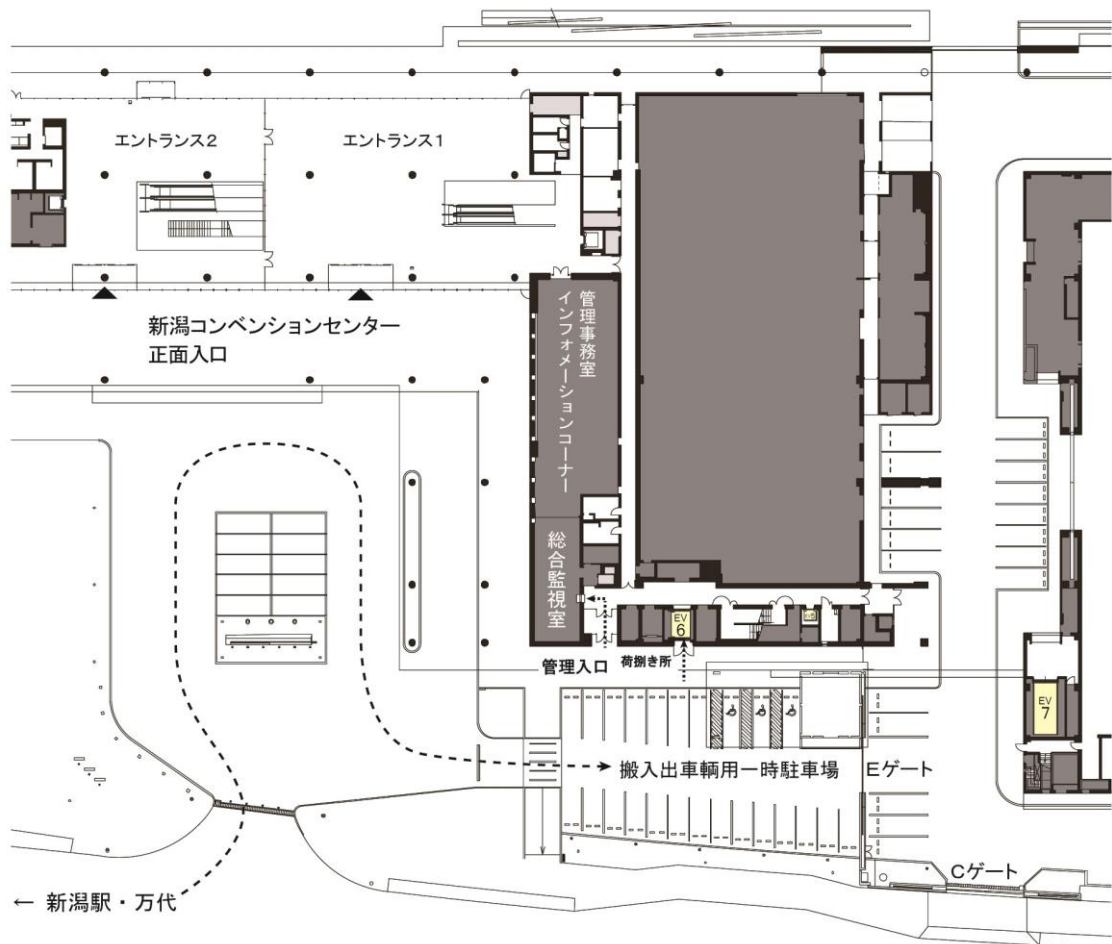 エントランス2
エントランス1
管理事務室
インフォメーションコーナー
新潟コンベンションセンター
正面入口
総合監視室
EV
6
管理入口
荷捌き所
EV
7
搬入出車輌用一時駐車場
Eゲート
Cゲート
← 新潟駅・万代